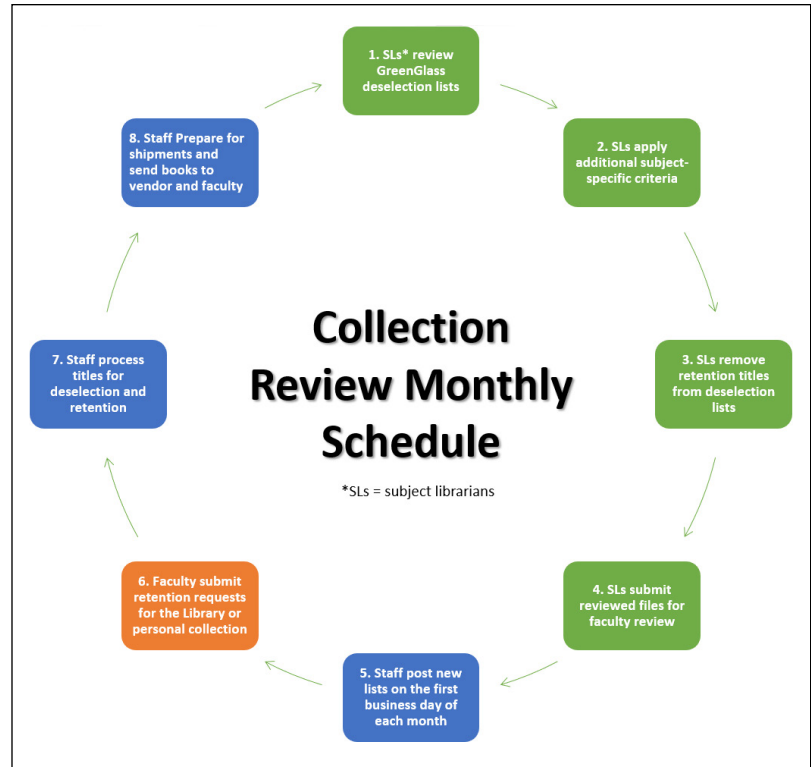 1. SLs* review
GreenGlass
deselection lists
2. SLs apply
additional subject-
specific criteria
3. SLs remove
retention titles
from deselection
lists
4. SLs submit
reviewed files for
faculty review
5. Staff post new
lists on the first
business day of
each month
6. Faculty submit
retention requests
for the Library or
personal collection
7. Staff process
titles for
deselection and
retention
8. Staff Prepare for
shipments and
send books to
vendor and faculty
Collection
Review Monthly
Schedule
*SLs = subject librarians